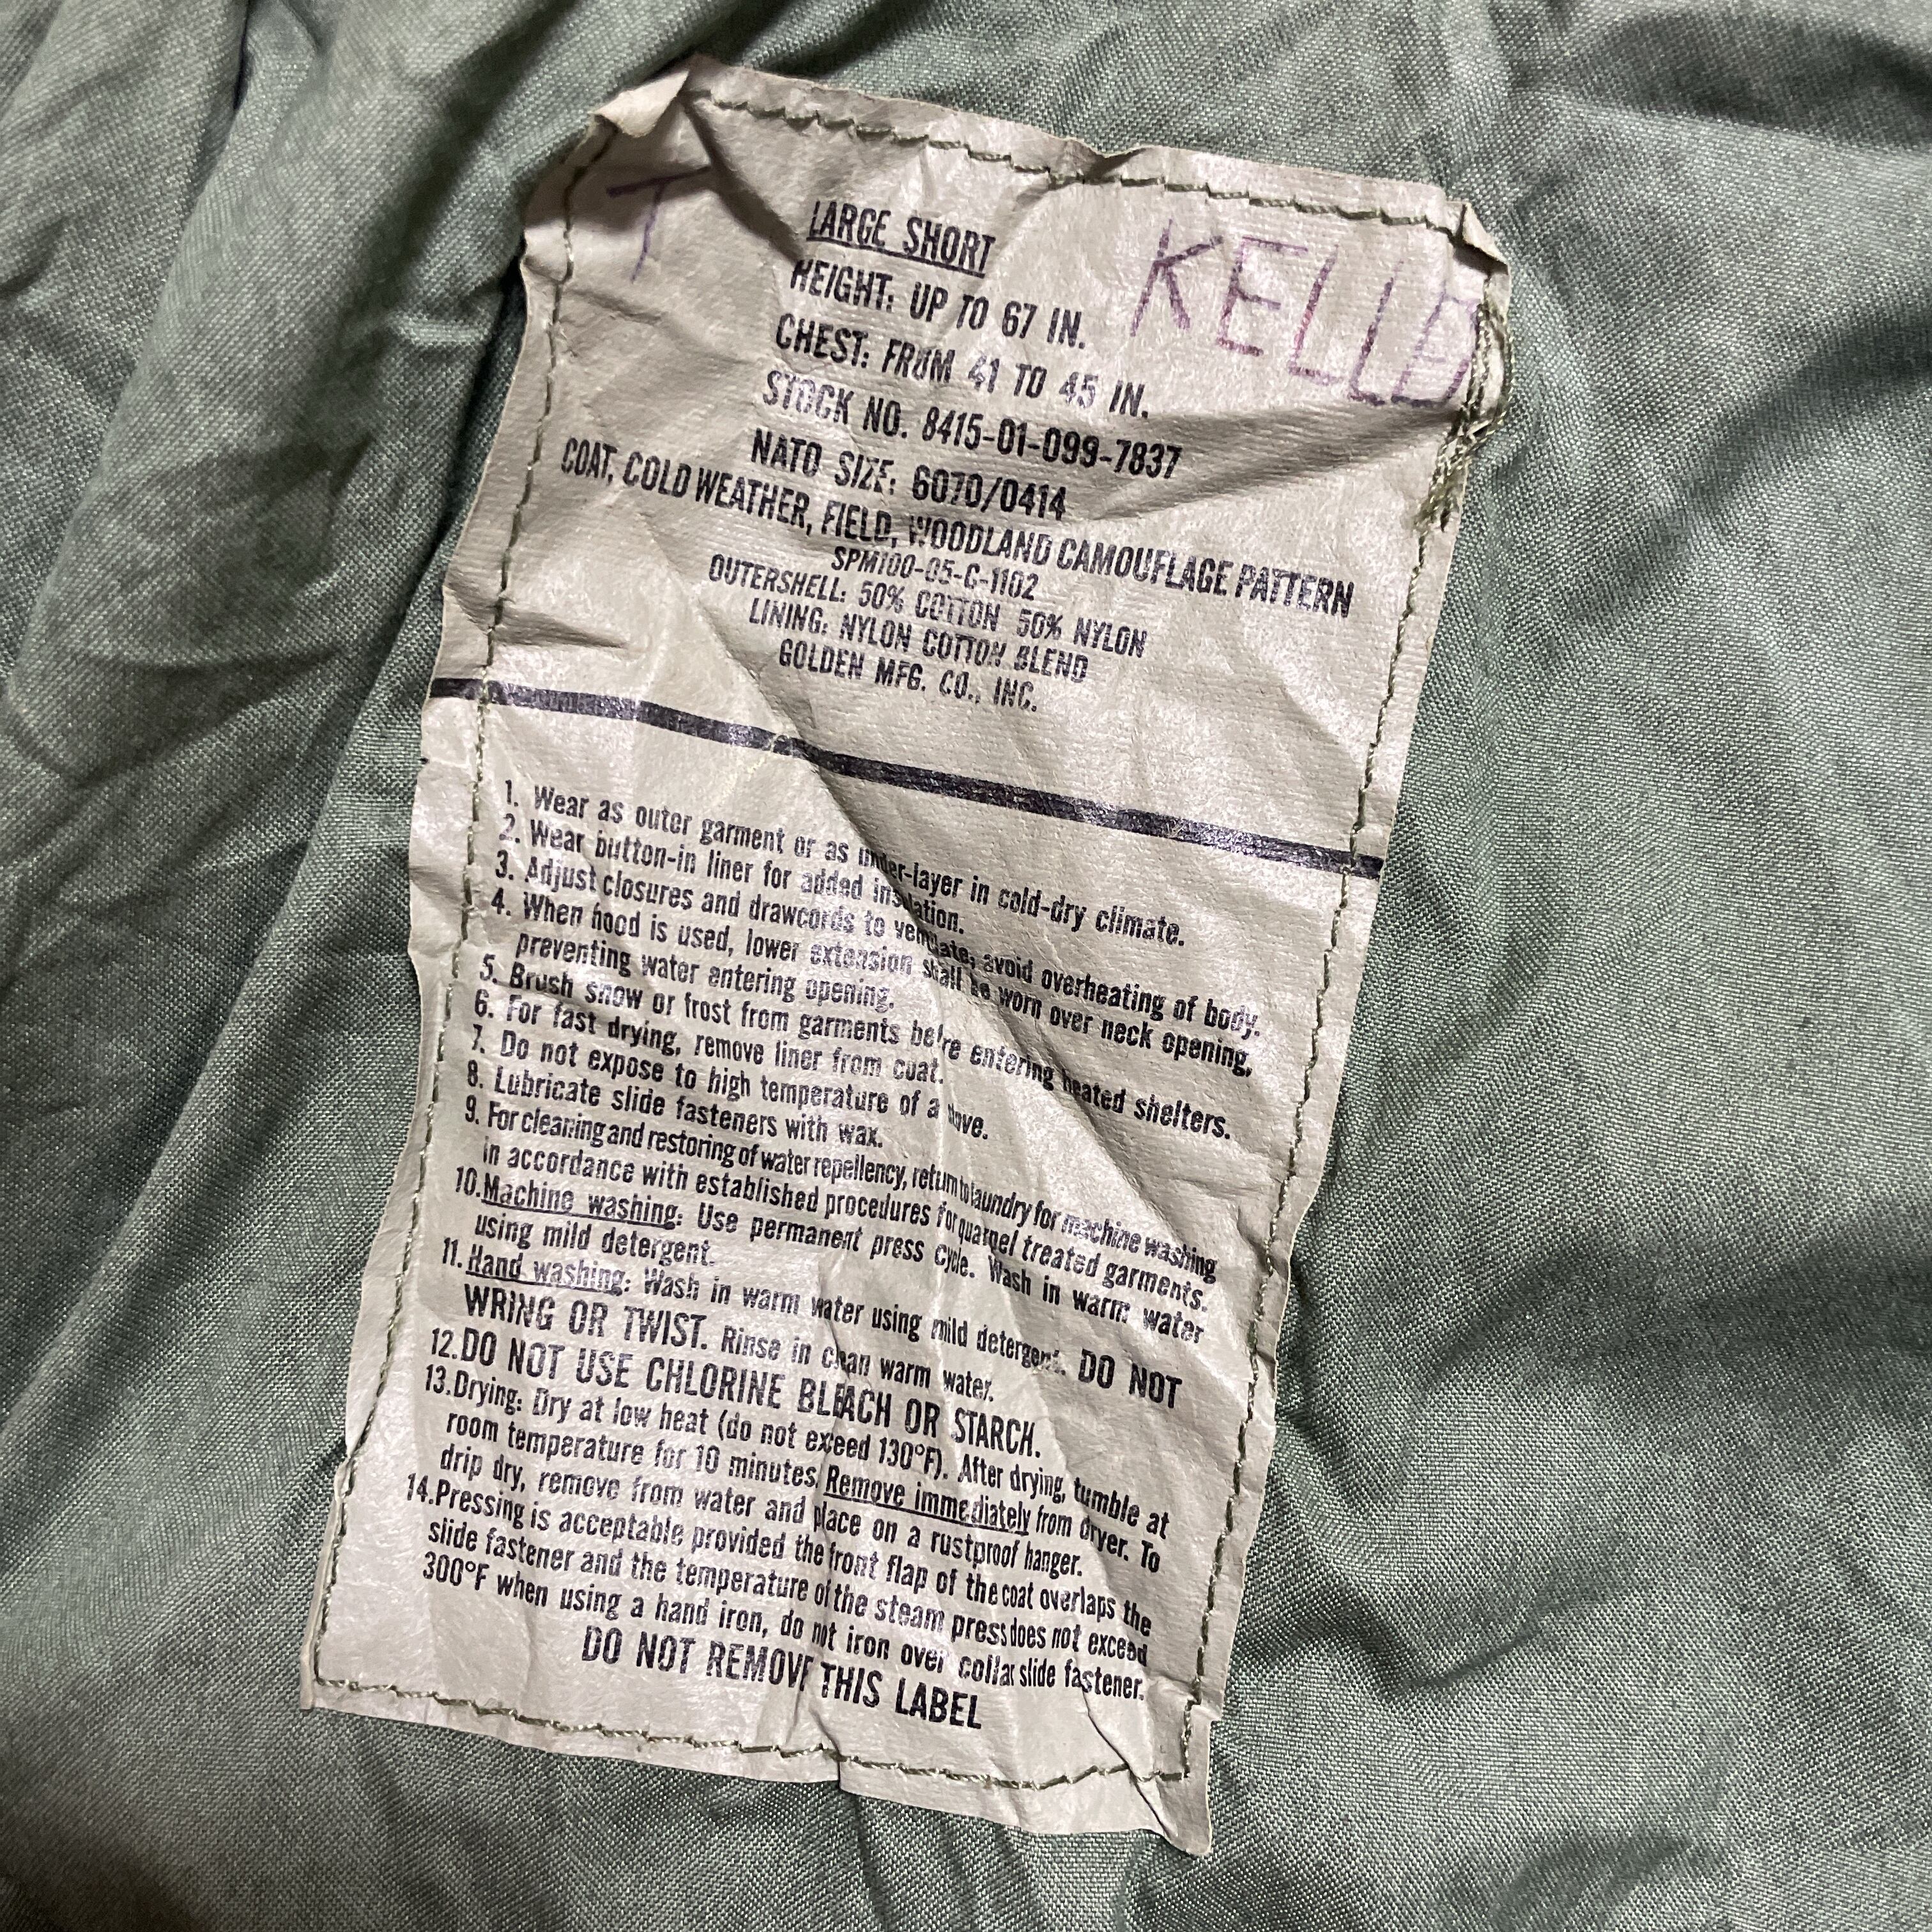 T
KELLO
LARGE SHORT
HEIGHT: UP TO 67 IN.
CHEST: FROM 41 TO 45 IN.
STOCK NO. 8415-01-099-7837
NATO SIZE: 6070/0414
COAT, COLD WEATHER, FIELD, WOODLAND CAMOUFLAGE PATTERN
SPM100-05-C-1102
OUTERSHELL: 50% COTTON 50% NYLON
LINING: NYLON COTTON BLEND
GOLDEN MFG. CO., INC.
1. Wear as outer garment or as under-layer in cold-dry climate.
2. Wear button-in liner for added insulation.
3. Adjust closures and drawcords to ventilate; avoid overheating of body.
4. When hood is used, lower extension shall be worn over neck opening,
preventing water entering opening.
5. Brush snow or frost from garments before entering heated shelters.
6. For fast drying, remove liner from coat.
7. Do not expose to high temperature of a stove.
8. Lubricate slide fasteners with wax.
9. For cleaning and restoring of water repellency, return to laundry for machine washing
in accordance with established procedures for quarpel treated garments.
10. Machine washing: Use permanent press cycle. Wash in warm water
using mild detergent.
11. Hand washing: Wash in warm water using mild detergent. DO NOT
WRING OR TWIST. Rinse in clean warm water.
12. DO NOT USE CHLORINE BLEACH OR STARCH.
13. Drying: Dry at low heat (do not exceed 130°F). After drying, tumble at
room temperature for 10 minutes. Remove immediately from dryer. To
drip dry, remove from water and place on a rustproof hanger.
14. Pressing is acceptable provided the front flap of the coat overlaps the
slide fastener and the temperature of the steam press does not exceed
300°F when using a hand iron, do not iron over collar slide fastener.
DO NOT REMOVE THIS LABEL